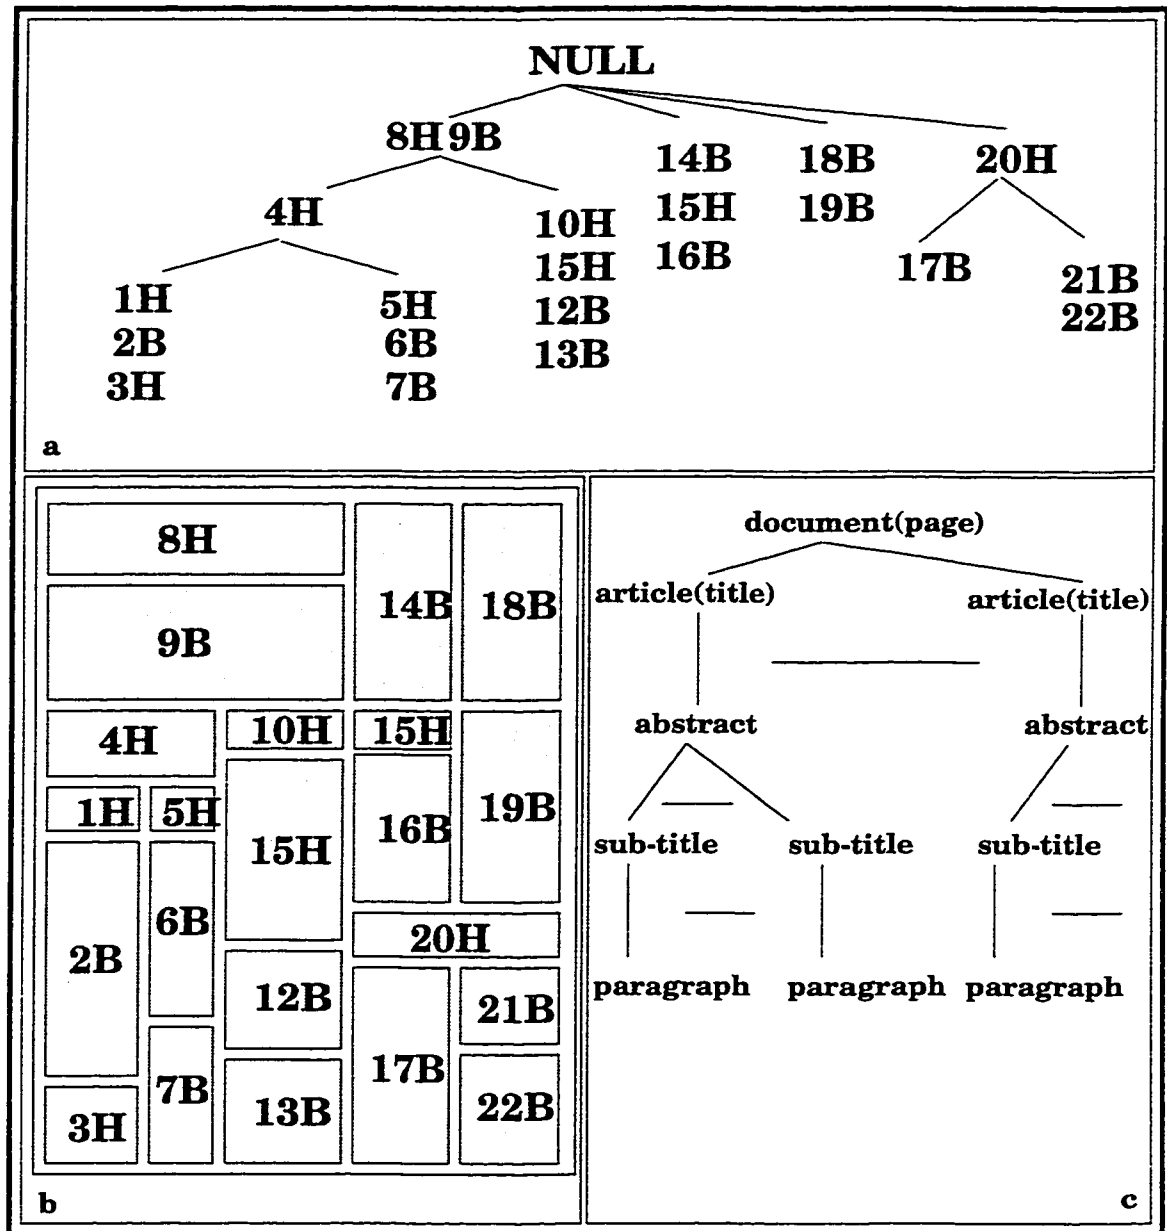 NULL
8H 9B
14B
18B
20H
4H
10H
15H
19B
15H
16B
17B
21B
1H
5H
12B
22B
2B
6B
13B
3H
7B
a
8H
14B
18B
9B
4H
10H
15H
1H
5H
16B
19B
15H
6B
2B
20H
12B
21B
7B
17B
3H
13B
22B
b
document(page)
article(title)
article(title)
abstract
abstract
sub-title
sub-title
sub-title
paragraph
paragraph
paragraph
c